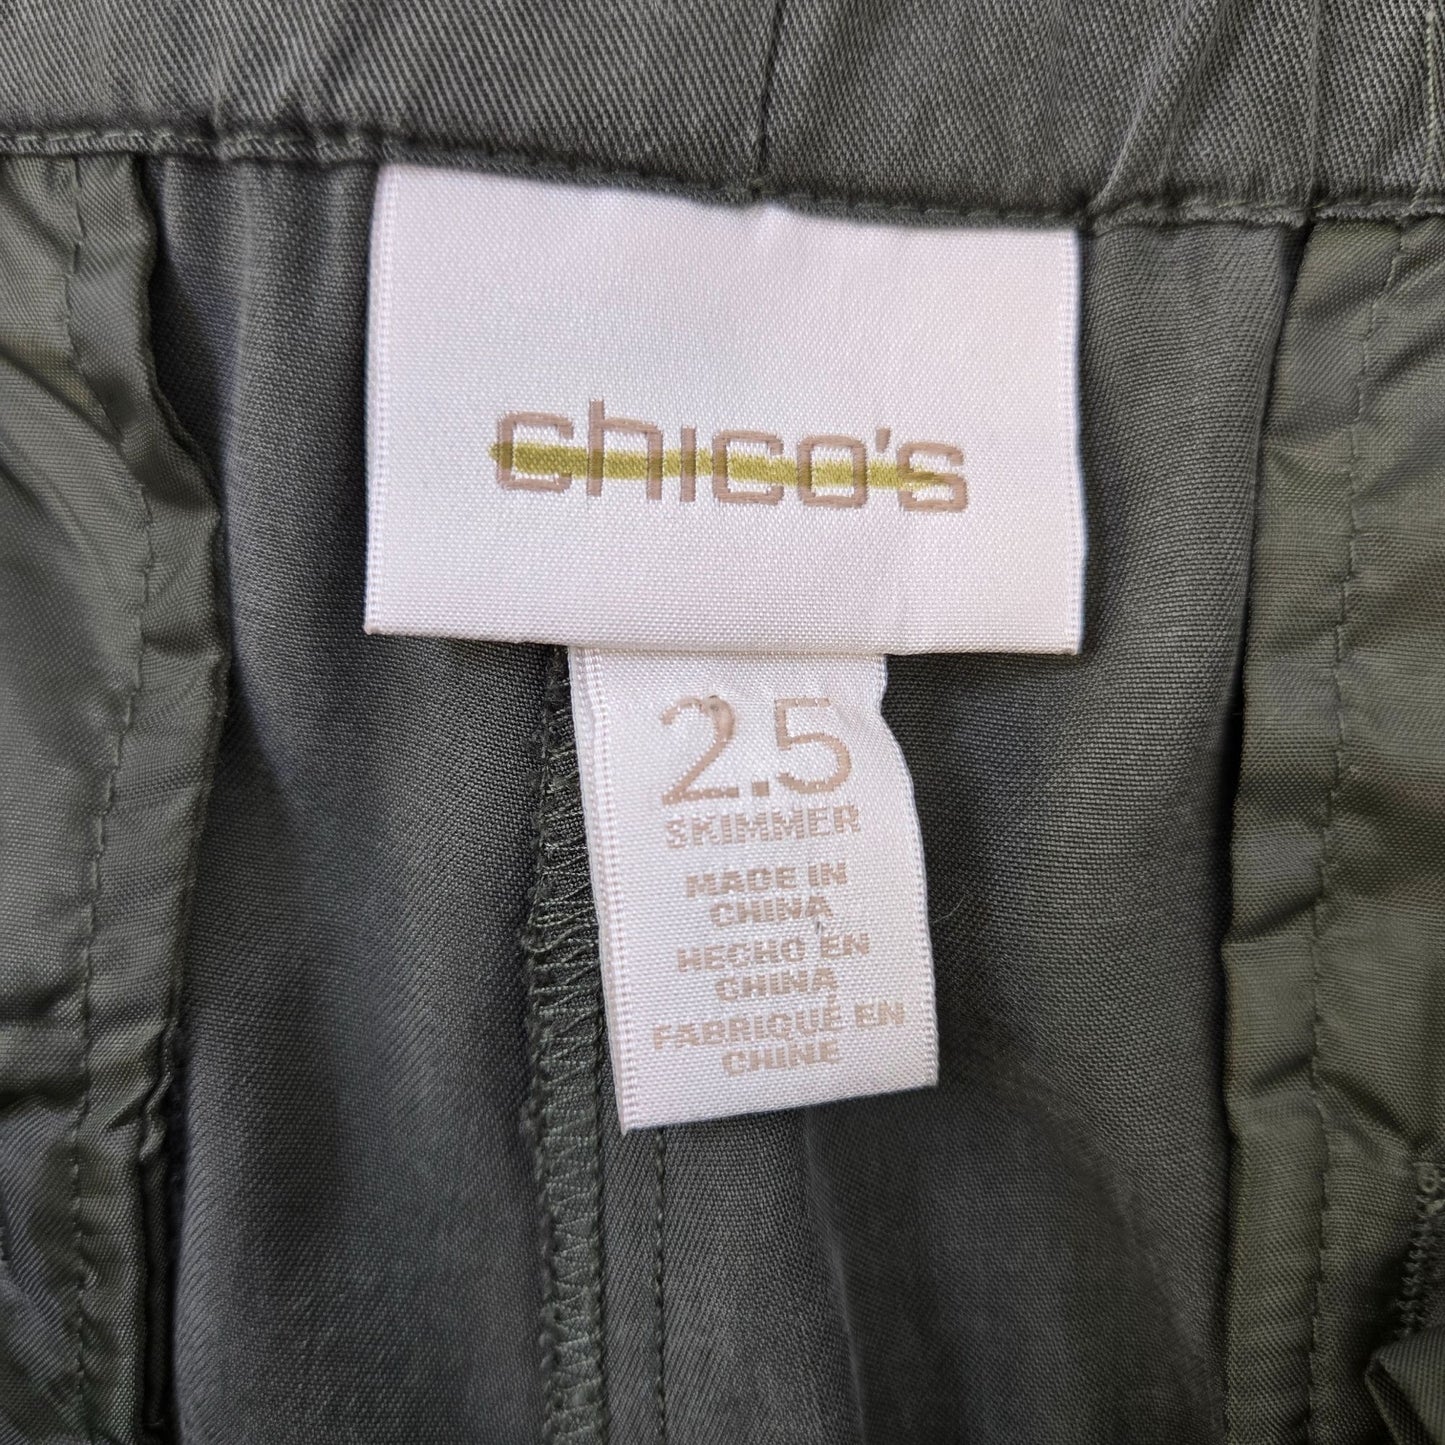 chico's
2.5
SKIMMER
MADE IN
CHINA
HECHO EN
CHINA
FABRIQUÉ EN
CHINE